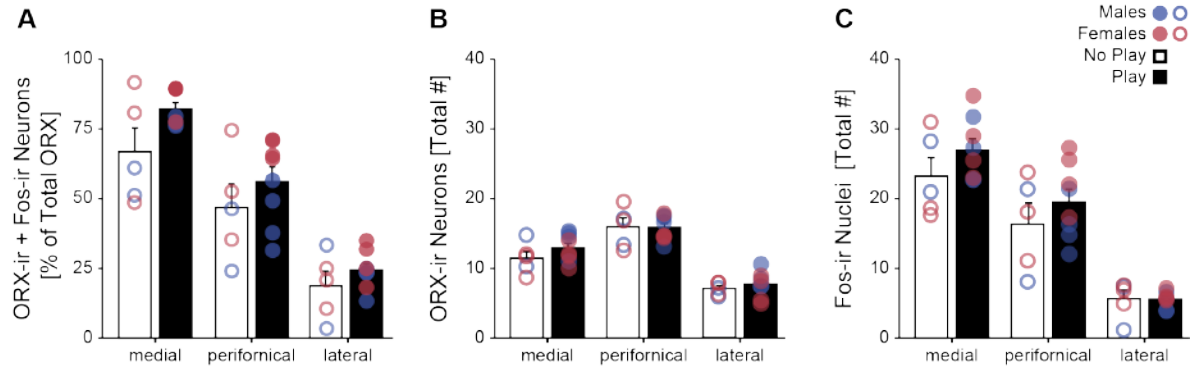 A
ORX-ir + Fos-ir Neurons
[% of Total ORX]
100
75
50
25
0
medial perifornical lateral
B
ORX-ir Neurons [Total #]
40
30
20
10
0
medial perifornical lateral
C
Fos-ir Nuclei [Total #]
40
30
20
10
0
medial perifornical lateral
Males
Females
No Play
Play